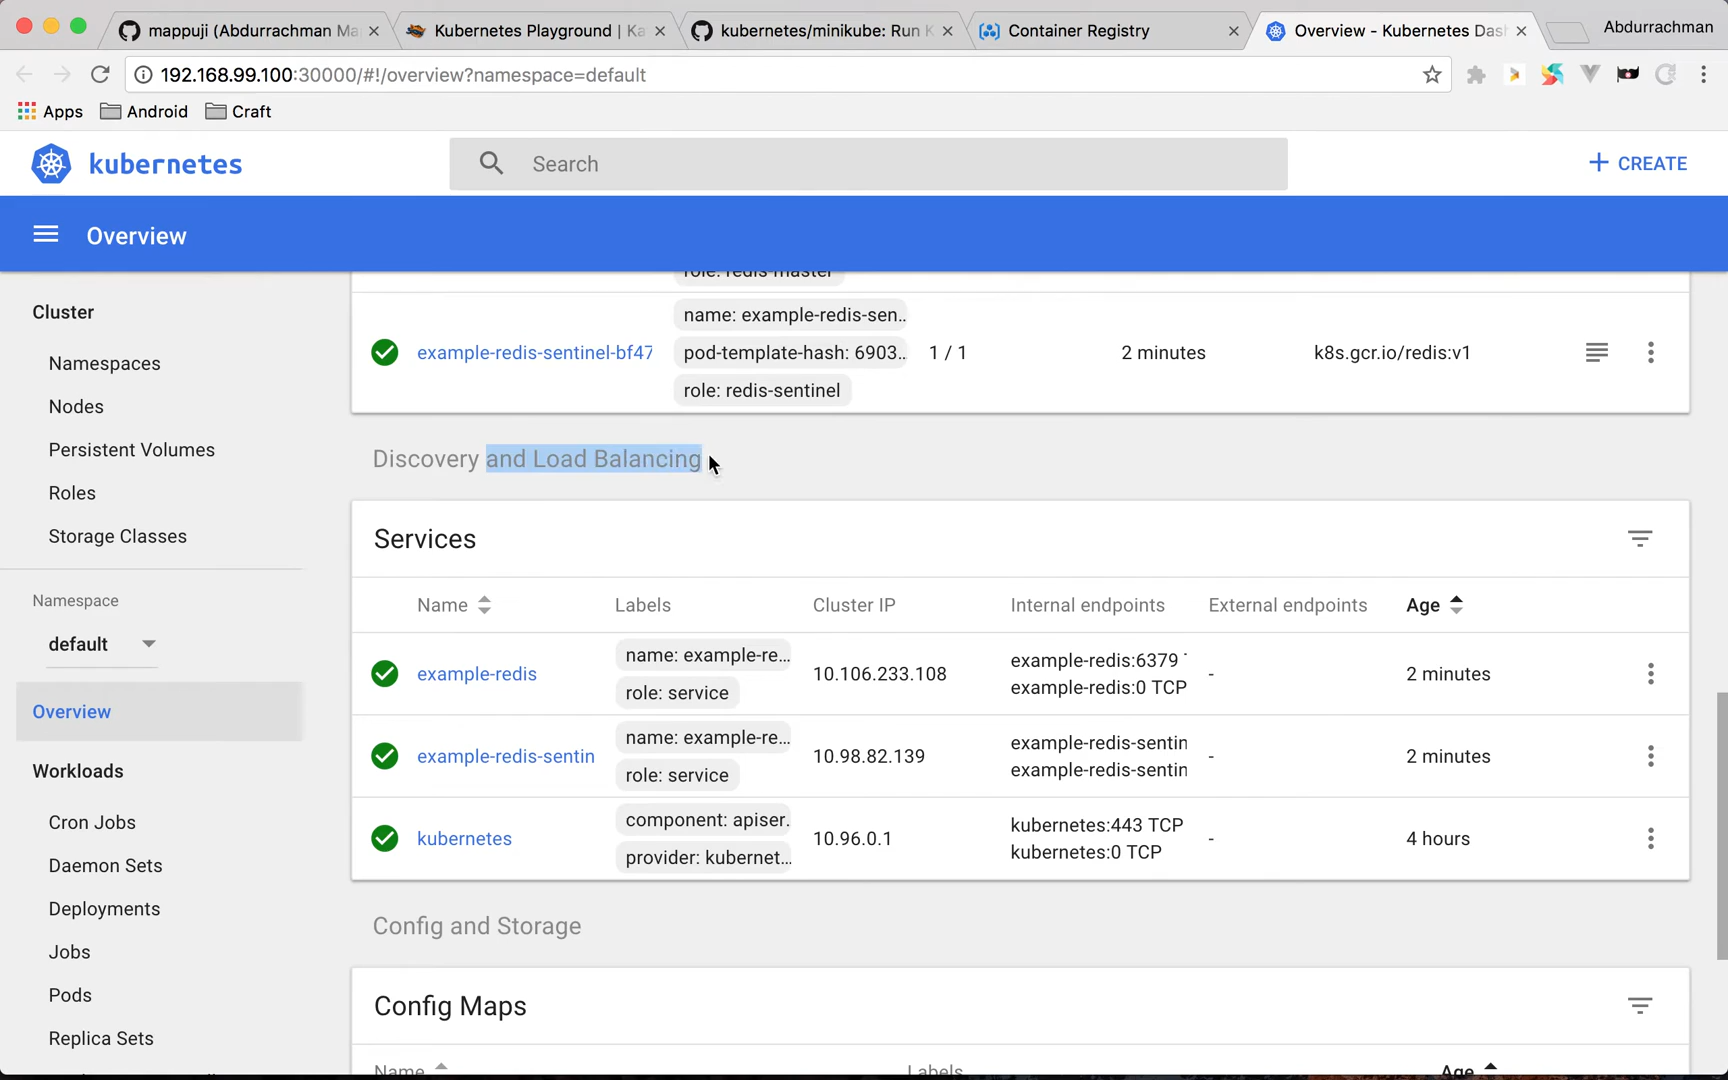 mappuji (Abdurrachman Ma
Kubernetes Playground | Ka
kubernetes/minikube: Run K
Container Registry
Overview - Kubernetes Dash
Abdurrachman
192.168.99.100:30000/#!/overview?namespace=default
Apps
Android
Craft
kubernetes
Search
+ CREATE
Overview
Cluster
Namespaces
Nodes
Persistent Volumes
Roles
Storage Classes
Namespace
default
Overview
Workloads
Cron Jobs
Daemon Sets
Deployments
Jobs
Pods
Replica Sets
role: redis-master
name: example-redis-sen..
example-redis-sentinel-bf47 pod-template-hash: 6903.. 1 / 1 2 minutes k8s.gcr.io/redis:v1
role: redis-sentinel
Discovery and Load Balancing
Services
Name Labels Cluster IP Internal endpoints External endpoints Age
name: example-re... example-redis:6379
example-redis 10.106.233.108 - 2 minutes
role: service example-redis:0 TCP
name: example-re... example-redis-sentin
example-redis-sentin 10.98.82.139 - 2 minutes
role: service example-redis-sentin
component: apiser. kubernetes:443 TCP
kubernetes 10.96.0.1 - 4 hours
provider: kubernet... kubernetes:0 TCP
Config and Storage
Config Maps
Name Labels Age